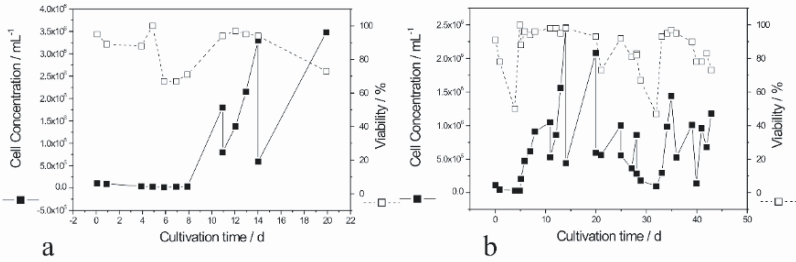 4.0x10⁶
3.5x10⁶
3.0x10⁶
2.5x10⁶
2.0x10⁶
1.5x10⁶
1.0x10⁶
5.0x10⁵
0.0
-5.0x10⁵
Cell Concentration / mL⁻¹
-2 0 2 4 6 8 10 12 14 16 18 20 22
Cultivation time / d
100
80
60
40
20
0
Viability / %
a
2.5x10⁶
2.0x10⁶
1.5x10⁶
1.0x10⁶
5.0x10⁵
0.0
Cell Concentration / mL⁻¹
0 10 20 30 40 50
Cultivation time / d
100
80
60
40
20
0
Viability / %
b